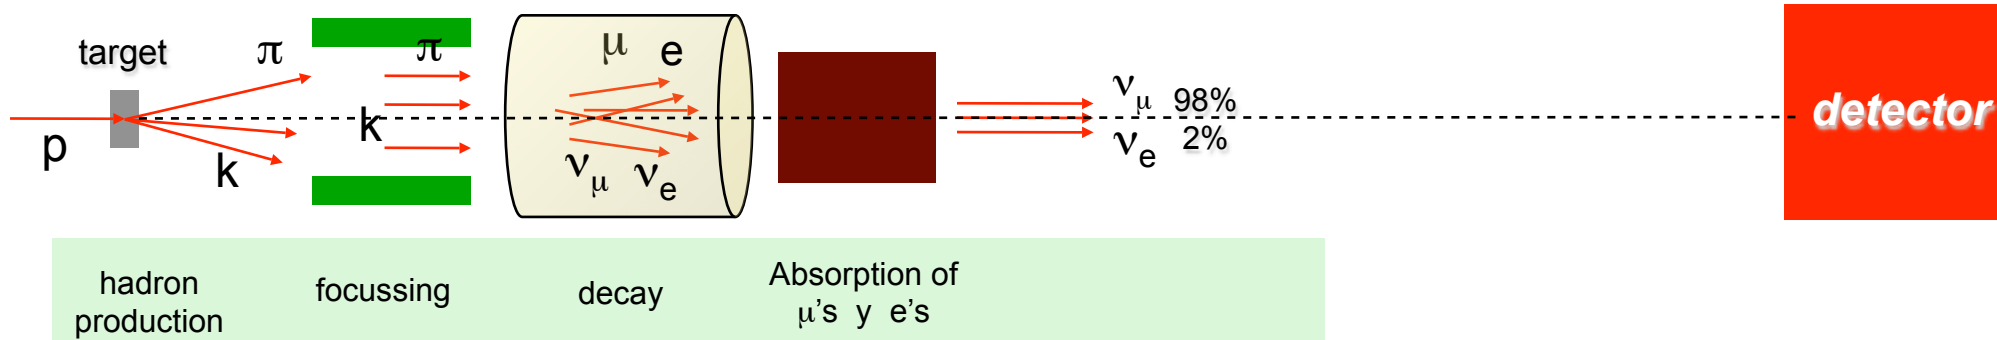 target
p
π
k
π
k
μ e
ν_μ ν_e
ν_μ 98%
ν_e 2%
detector
hadron
production
focussing
decay
Absorption of
μ's y e's